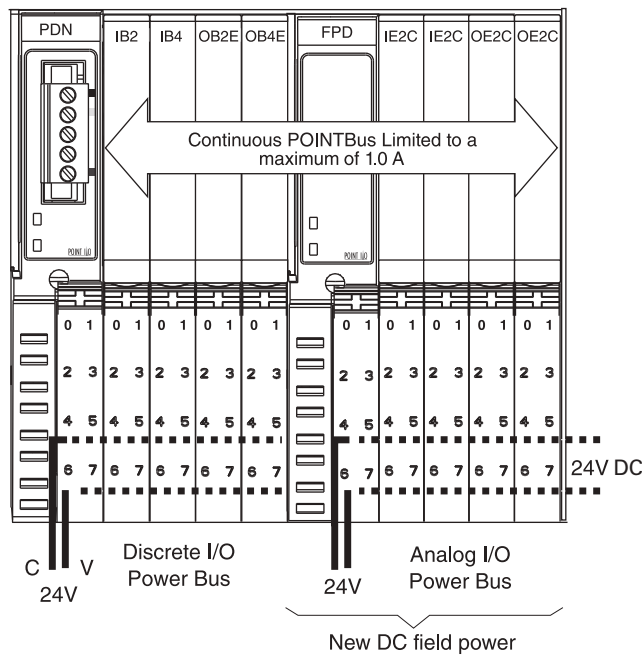 PDN IB2 IB4 OB2E OB4E FPD IE2C IE2C OE2C OE2C
Continuous POINTBus Limited to a
maximum of 1.0 A
POINT I/O POINT I/O
0 1 0 1 0 1 0 1 0 1 0 1 0 1 0 1 0 1 0 1
2 3 2 3 2 3 2 3 2 3 2 3 2 3 2 3 2 3 2 3
4 5 4 5 4 5 4 5 4 5 4 5 4 5 4 5 4 5 4 5
6 7 6 7 6 7 6 7 6 7 6 7 6 7 6 7 6 7 6 7
24V DC
C V
24V
Discrete I/O
Power Bus
24V
Analog I/O
Power Bus
New DC field power